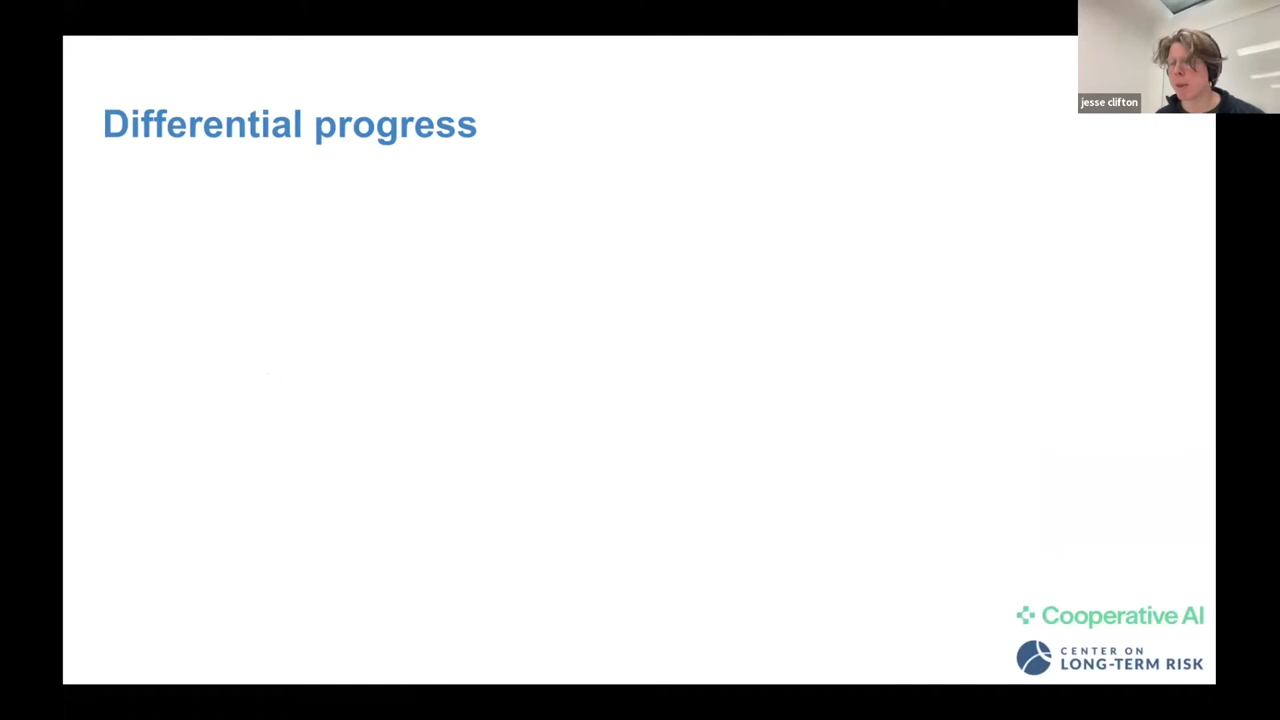 jesse clifton
Differential progress
Cooperative AI
CENTER ON
LONG-TERM RISK